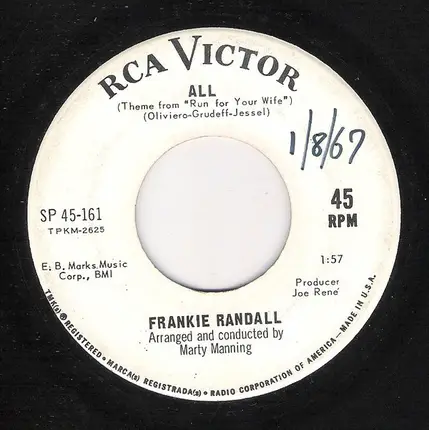 RCA VICTOR
ALL
(Theme from "Run for Your Wife")
(Oliviero-Grudeff-Jessel)
1/8/67
SP 45-161
TPKM-2625
45
RPM
E. B. Marks Music
Corp., BMI
1:57
Producer
Joe René
FRANKIE RANDALL
Arranged and conducted by
Marty Manning
TMK(s) ® REGISTERED • MARCA(s) REGISTRADA(s) • RADIO CORPORATION OF AMERICA—MADE IN U.S.A.